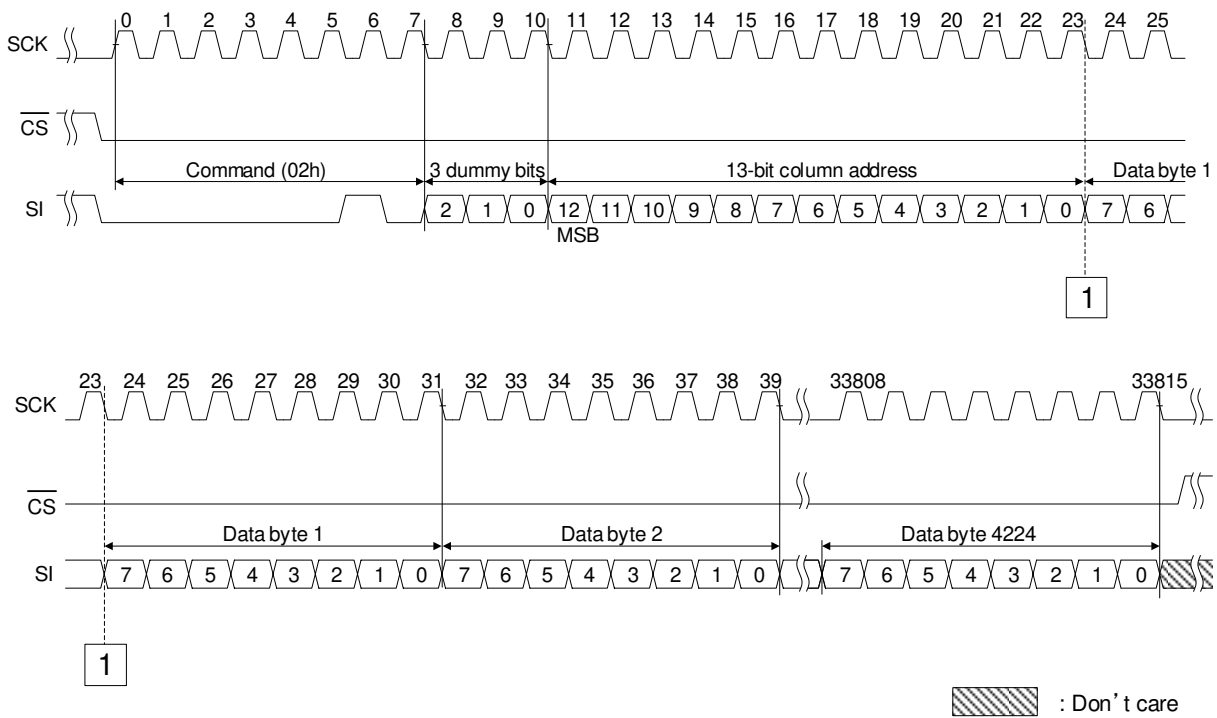 0 1 2 3 4 5 6 7 8 9 10 11 12 13 14 15 16 17 18 19 20 21 22 23 24 25
SCK
CS
Command (02h) 3 dummy bits 13-bit column address Data byte 1
SI 2 1 0 12 11 10 9 8 7 6 5 4 3 2 1 0 7 6
MSB
1
23 24 25 26 27 28 29 30 31 32 33 34 35 36 37 38 39 33808 33815
SCK
CS
Data byte 1 Data byte 2 Data byte 4224
SI 7 6 5 4 3 2 1 0 7 6 5 4 3 2 1 0 7 6 5 4 3 2 1 0
1
: Don't care